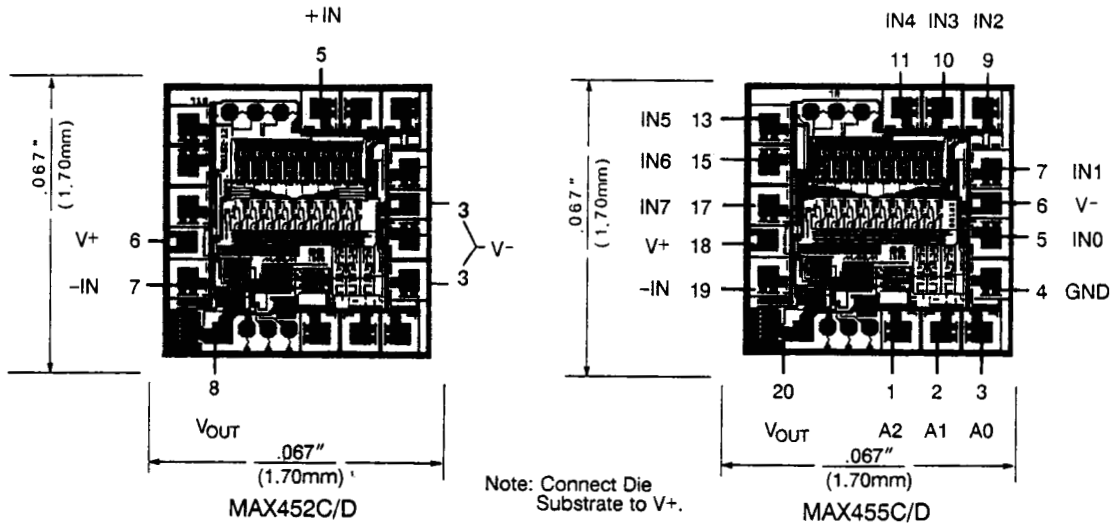 +IN
5
.067"
(1.70mm)
V+ 6
-IN 7
3
3
V-
8
VOUT
.067"
(1.70mm)
MAX452C/D
Note: Connect Die
Substrate to V+.
IN4 IN3 IN2
11 10 9
.067"
(1.70mm)
IN5 13
IN6 15
IN7 17
V+ 18
-IN 19
7 IN1
6 V-
5 IN0
4 GND
20 1 2 3
VOUT A2 A1 A0
.067"
(1.70mm)
MAX455C/D